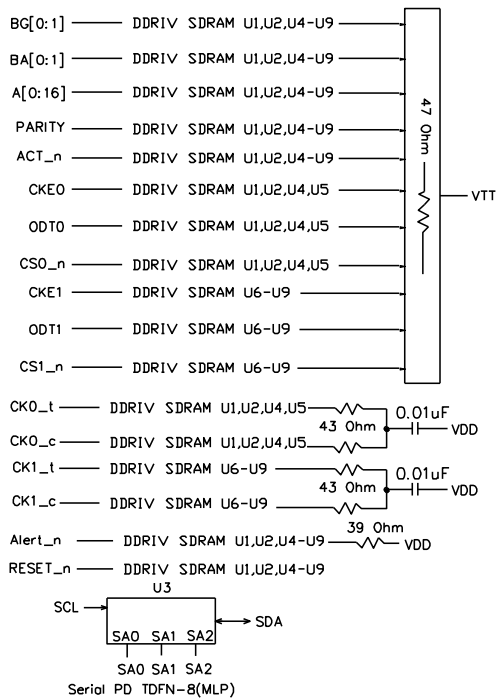 BG[0:1] DDRIV SDRAM U1,U2,U4-U9
BA[0:1] DDRIV SDRAM U1,U2,U4-U9
A[0:16] DDRIV SDRAM U1,U2,U4-U9
PARITY DDRIV SDRAM U1,U2,U4-U9
ACT_n DDRIV SDRAM U1,U2,U4-U9
CKE0 DDRIV SDRAM U1,U2,U4,U5
ODT0 DDRIV SDRAM U1,U2,U4,U5
CS0_n DDRIV SDRAM U1,U2,U4,U5
CKE1 DDRIV SDRAM U6-U9
ODT1 DDRIV SDRAM U6-U9
CS1_n DDRIV SDRAM U6-U9
47 Ohm
VTT
CK0_t DDRIV SDRAM U1,U2,U4,U5
43 Ohm 0.01uF VDD
CK0_c DDRIV SDRAM U1,U2,U4,U5
CK1_t DDRIV SDRAM U6-U9
43 Ohm 0.01uF VDD
CK1_c DDRIV SDRAM U6-U9
39 Ohm
Alert_n DDRIV SDRAM U1,U2,U4-U9 VDD
RESET_n DDRIV SDRAM U1,U2,U4-U9
U3
SCL SDA
SA0 SA1 SA2
SA0 SA1 SA2
Serial PD TDFN-8(MLP)